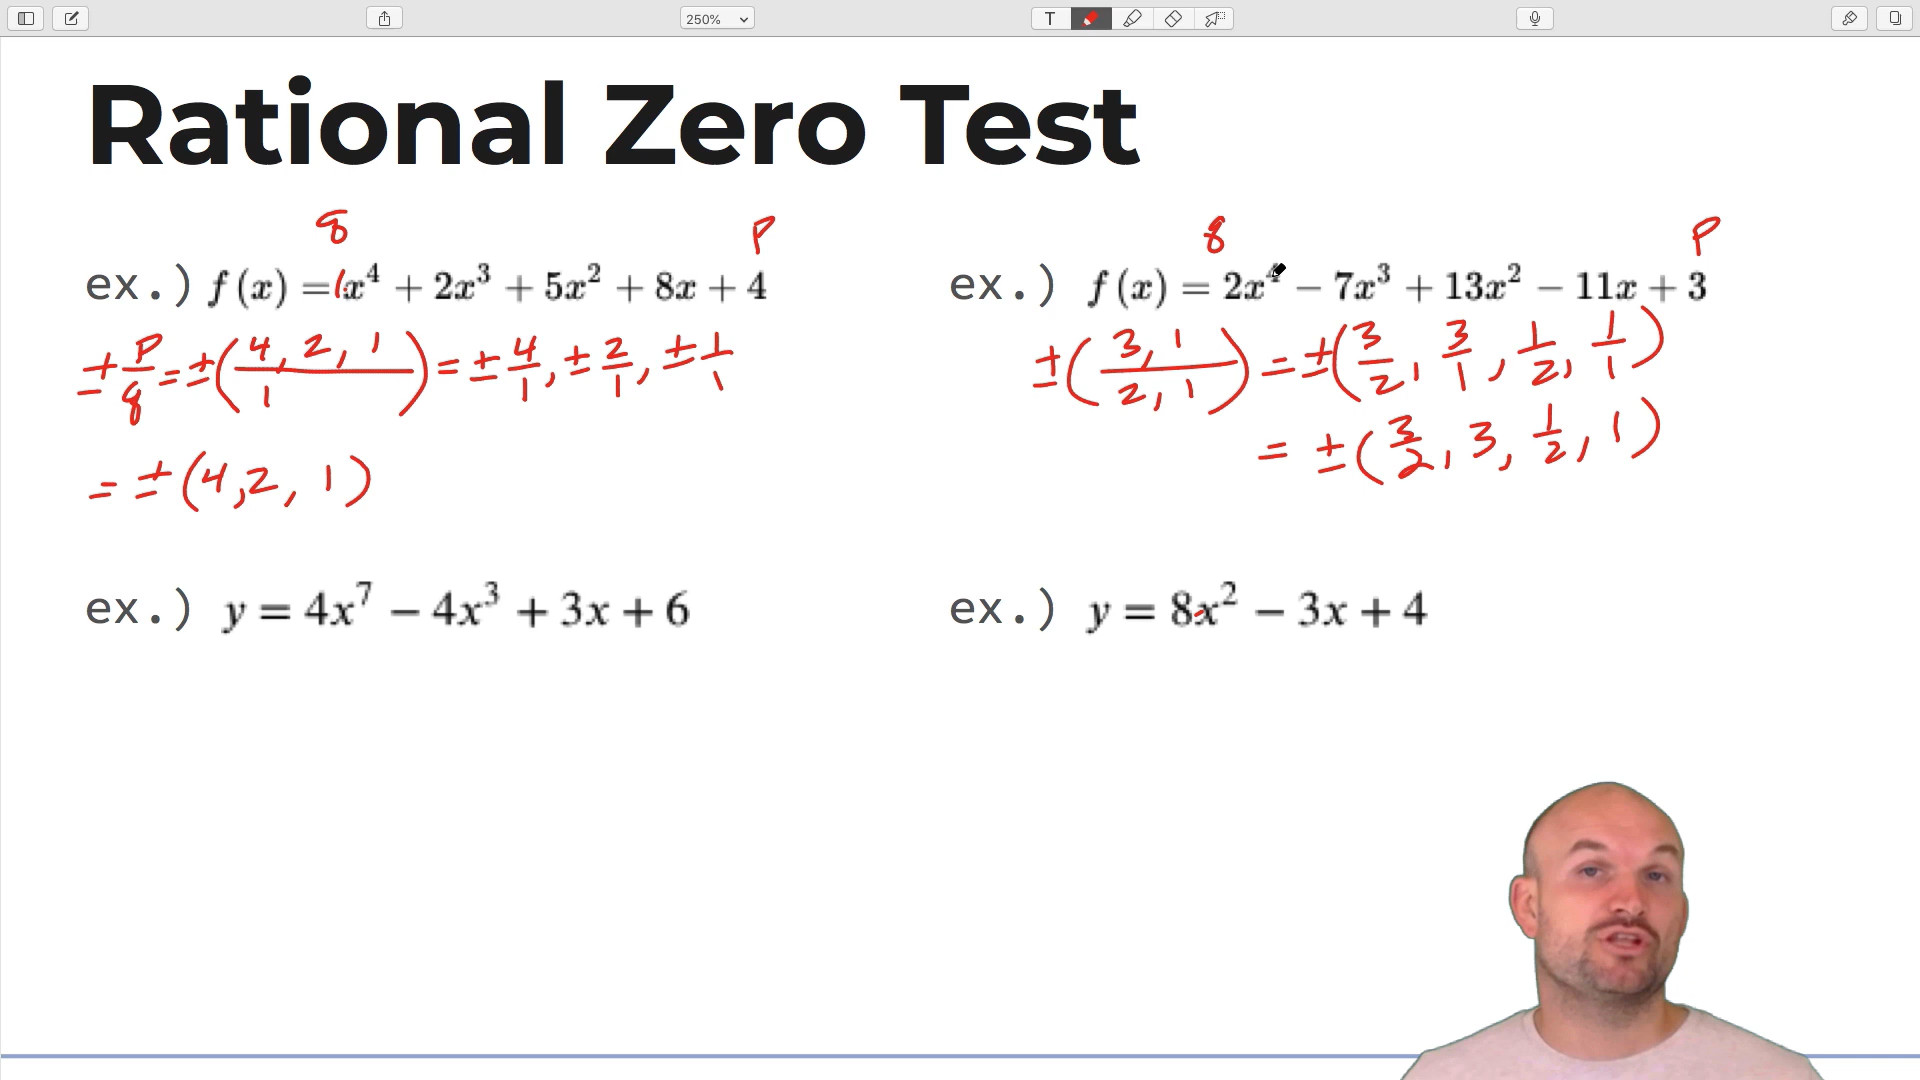 250%
T
Rational Zero Test
q p
ex.) f(x) = 1x⁴ + 2x³ + 5x² + 8x + 4
± p/q = ±(4, 2, 1 / 1) = ± 4/1, ± 2/1, ± 1/1
= ±(4, 2, 1)
q p
ex.) f(x) = 2x⁴ − 7x³ + 13x² − 11x + 3
±(3, 1 / 2, 1) = ±(3/2, 3/1, 1/2, 1/1)
= ±(3/2, 3, 1/2, 1)
ex.) y = 4x⁷ − 4x³ + 3x + 6
ex.) y = 8x² − 3x + 4